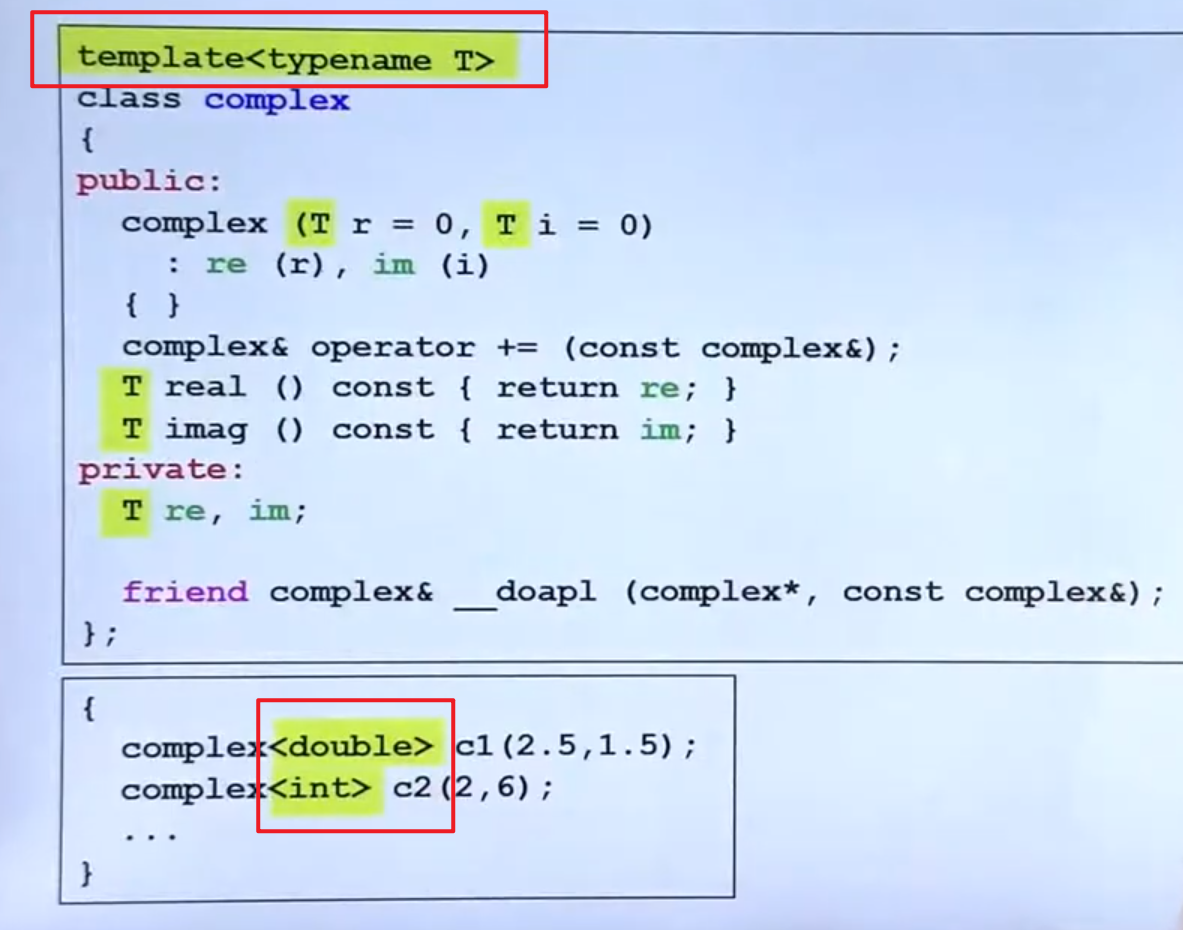 template<typename T>
class complex
{
public:
  complex (T r = 0, T i = 0)
    : re (r), im (i)
  { }
  complex& operator += (const complex&);
  T real () const { return re; }
  T imag () const { return im; }
private:
  T re, im;
  friend complex& __doapl (complex*, const complex&);
};
{
  complex<double> c1(2.5,1.5);
  complex<int> c2(2,6);
  ...
}